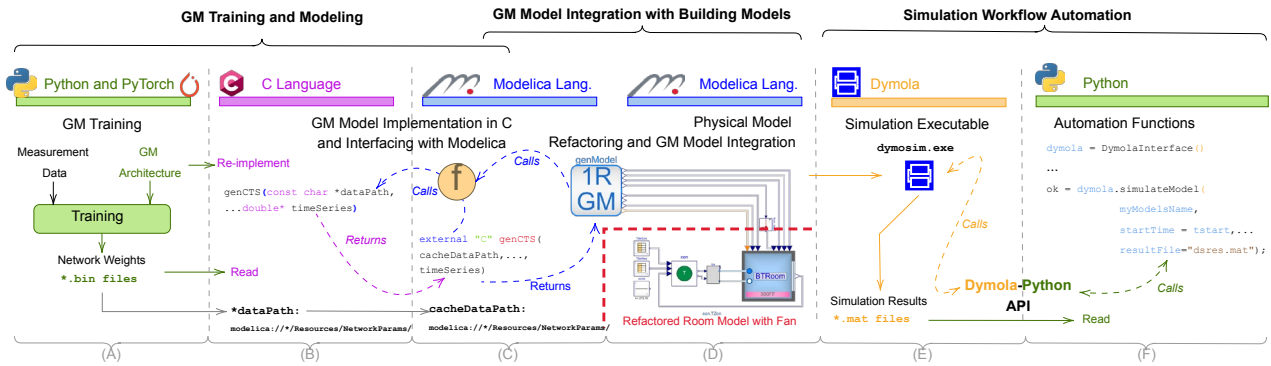 GM Training and Modeling
GM Model Integration with Building Models
Simulation Workflow Automation
Python and PyTorch
C Language
Modelica Lang.
Modelica Lang.
Dymola
Python
GM Training
Measurement
Data
GM
Architecture
Training
Network Weights
*.bin files
GM Model Implementation in C
and Interfacing with Modelica
Re-implement
genCTS(const char *dataPath,
...double* timeSeries)
Returns
Read
*dataPath:
modelica://*/Resources/NetworkParams/
Calls
Calls
f
external "C" genCTS(
cacheDataPath,...,
timeSeries)
Returns
cacheDataPath:
modelica://*/Resources/NetworkParams/
Physical Model
Refactoring and GM Model Integration
genModel
1R
GM
BTRoom
Refactored Room Model with Fan
Simulation Executable
dymosim.exe
Calls
Simulation Results
*.mat files
Dymola-Python
API
Automation Functions
dymola = DymolaInterface()
...
ok = dymola.simulateModel(
myModelsName,
startTime = tstart,...
resultFile="dsres.mat");
Calls
Read
(A)
(B)
(C)
(D)
(E)
(F)